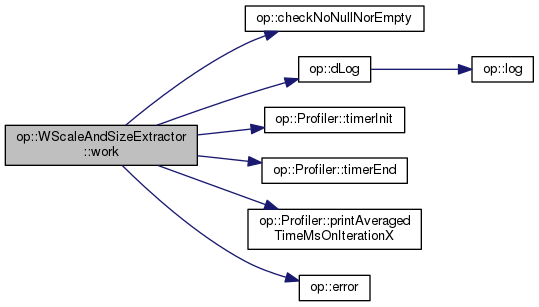 op::checkNoNullNorEmpty
op::dLog
op::log
op::Profiler::timerInit
op::WScaleAndSizeExtractor
::work
op::Profiler::timerEnd
op::Profiler::printAveraged
TimeMsOnIterationX
op::error